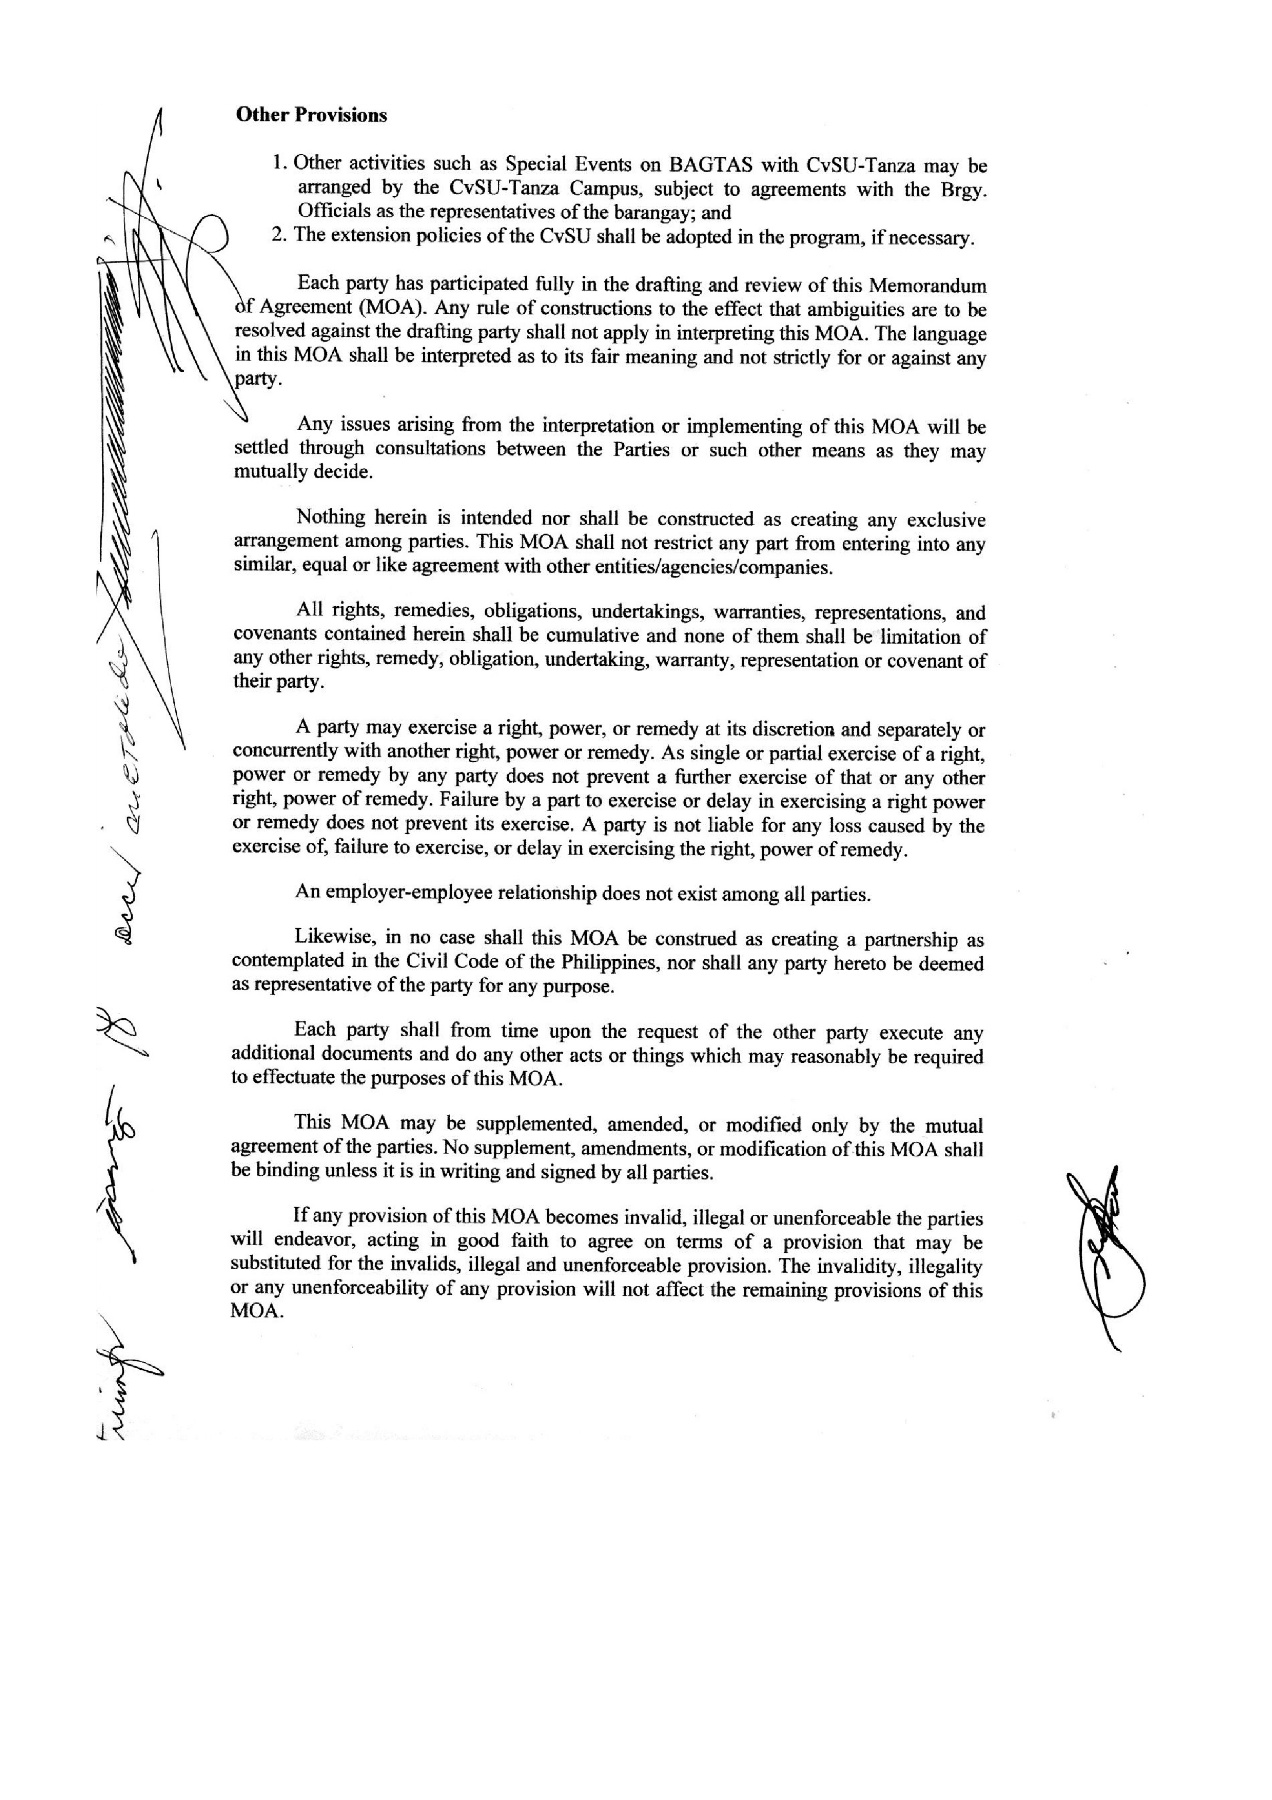 Other Provisions
1. Other activities such as Special Events on BAGTAS with CvSU-Tanza may be
arranged by the CvSU-Tanza Campus, subject to agreements with the Brgy.
Officials as the representatives of the barangay; and
2. The extension policies of the CvSU shall be adopted in the program, if necessary.
Each party has participated fully in the drafting and review of this Memorandum
of Agreement (MOA). Any rule of constructions to the effect that ambiguities are to be
resolved against the drafting party shall not apply in interpreting this MOA. The language
in this MOA shall be interpreted as to its fair meaning and not strictly for or against any
party.
Any issues arising from the interpretation or implementing of this MOA will be
settled through consultations between the Parties or such other means as they may
mutually decide.
Nothing herein is intended nor shall be constructed as creating any exclusive
arrangement among parties. This MOA shall not restrict any part from entering into any
similar, equal or like agreement with other entities/agencies/companies.
All rights, remedies, obligations, undertakings, warranties, representations, and
covenants contained herein shall be cumulative and none of them shall be limitation of
any other rights, remedy, obligation, undertaking, warranty, representation or covenant of
their party.
A party may exercise a right, power, or remedy at its discretion and separately or
concurrently with another right, power or remedy. As single or partial exercise of a right,
power or remedy by any party does not prevent a further exercise of that or any other
right, power of remedy. Failure by a part to exercise or delay in exercising a right power
or remedy does not prevent its exercise. A party is not liable for any loss caused by the
exercise of, failure to exercise, or delay in exercising the right, power of remedy.
An employer-employee relationship does not exist among all parties.
Likewise, in no case shall this MOA be construed as creating a partnership as
contemplated in the Civil Code of the Philippines, nor shall any party hereto be deemed
as representative of the party for any purpose.
Each party shall from time upon the request of the other party execute any
additional documents and do any other acts or things which may reasonably be required
to effectuate the purposes of this MOA.
This MOA may be supplemented, amended, or modified only by the mutual
agreement of the parties. No supplement, amendments, or modification of this MOA shall
be binding unless it is in writing and signed by all parties.
If any provision of this MOA becomes invalid, illegal or unenforceable the parties
will endeavor, acting in good faith to agree on terms of a provision that may be
substituted for the invalids, illegal and unenforceable provision. The invalidity, illegality
or any unenforceability of any provision will not affect the remaining provisions of this
MOA.